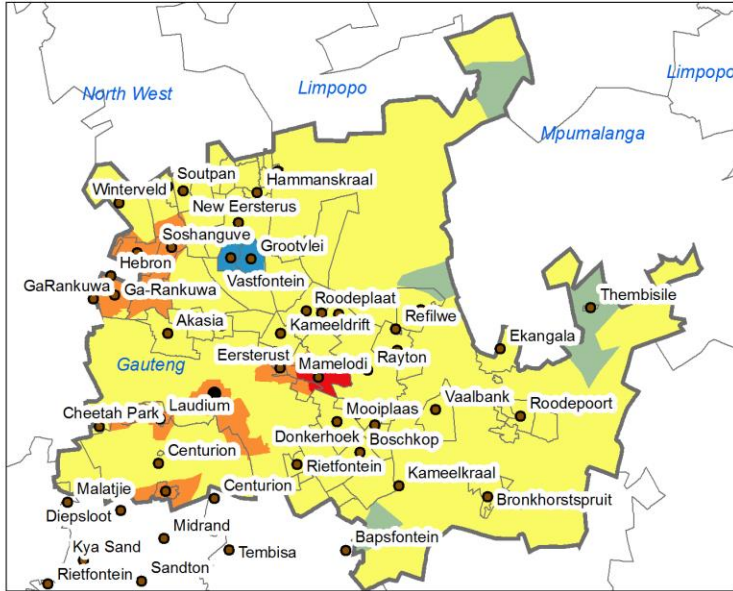 North West
Limpopo
Limpopo
Mpumalanga
Soutpan
Hammanskraal
Winterveld
New Eersterus
Soshanguve
Grootvlei
Hebron
Vastfontein
GaRankuwa
Ga-Rankuwa
Roodeplaat
Thembisile
Akasia
Kameeldrift
Refilwe
Ekangala
Eersterust
Rayton
Gauteng
Mamelodi
Laudium
Vaalbank
Cheetah Park
Mooiplaas
Roodepoort
Donkerhoek
Boschkop
Centurion
Rietfontein
Kameelkraal
Malatjie
Centurion
Bronkhorstspruit
Diepsloot
Midrand
Bapsfontein
Kya Sand
Tembisa
Rietfontein
Sandton